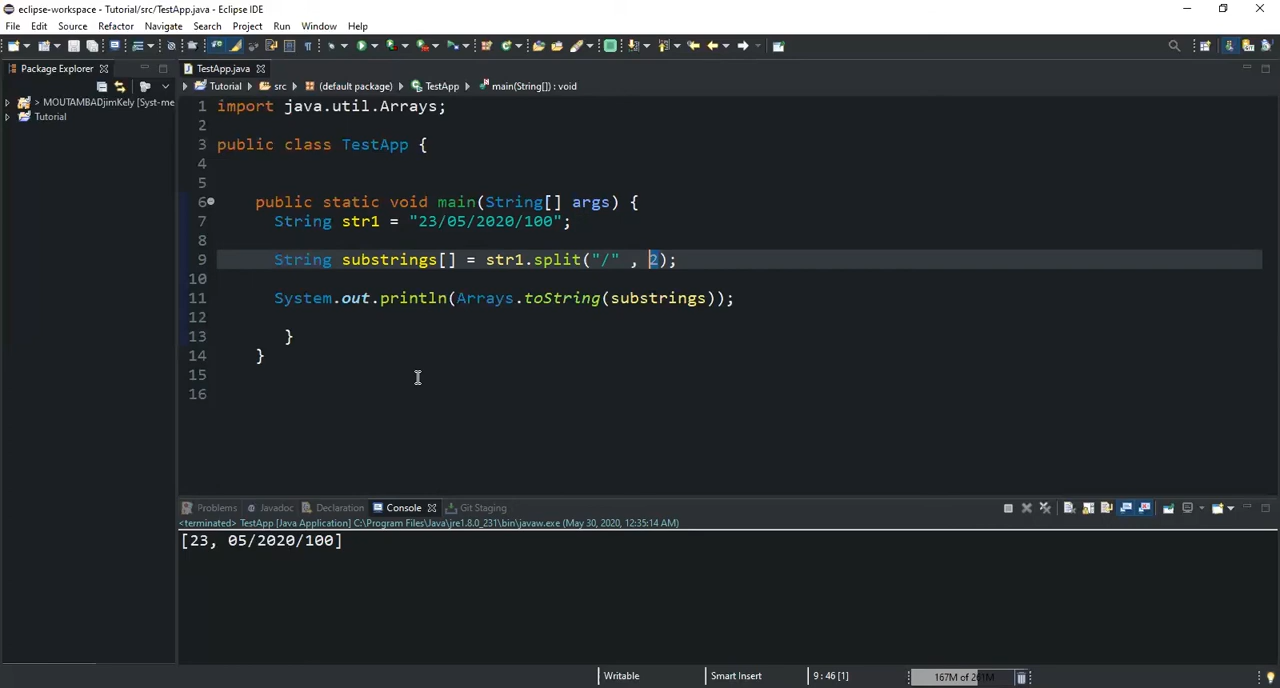 eclipse-workspace - Tutorial/src/TestApp.java - Eclipse IDE
File Edit Source Refactor Navigate Search Project Run Window Help
Package Explorer
TestApp.java
Tutorial src (default package) TestApp main(String[]) : void
> MOUTAMBADjimKely [Syst-me
Tutorial
1 import java.util.Arrays;
2
3 public class TestApp {
4
5
6 public static void main(String[] args) {
7 String str1 = "23/05/2020/100";
8
9 String substrings[] = str1.split("/" , 2);
10
11 System.out.println(Arrays.toString(substrings));
12
13 }
14 }
15
16
Problems Javadoc Declaration Console Git Staging
<terminated> TestApp [Java Application] C:\Program Files\Java\jre1.8.0_231\bin\javaw.exe (May 30, 2020, 12:35:14 AM)
[23, 05/2020/100]
Writable Smart Insert 9 : 46 [1] 167M of